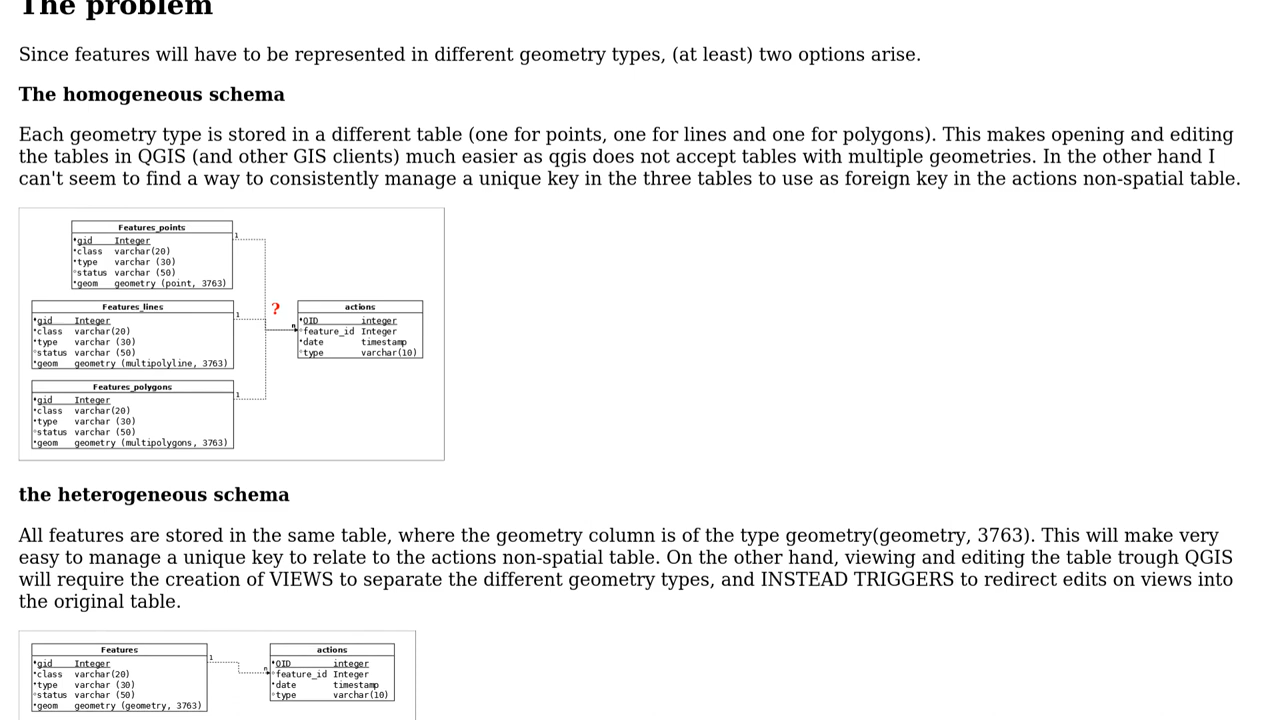 The problem
Since features will have to be represented in different geometry types, (at least) two options arise.
The homogeneous schema
Each geometry type is stored in a different table (one for points, one for lines and one for polygons). This makes opening and editing
the tables in QGIS (and other GIS clients) much easier as qgis does not accept tables with multiple geometries. In the other hand I
can't seem to find a way to consistently manage a unique key in the three tables to use as foreign key in the actions non-spatial table.
Features_points
*gid Integer
*class varchar(20)
*type varchar (30)
*status varchar (50)
*geom geometry (point, 3763)
1
Features_lines
*gid Integer
*class varchar(20)
*type varchar (30)
*status varchar (50)
*geom geometry (multipolyline, 3763)
1
?
n
actions
*OID integer
*feature_id Integer
*date timestamp
*type varchar(10)
Features_polygons
*gid Integer
*class varchar(20)
*type varchar (30)
*status varchar (50)
*geom geometry (multipolygons, 3763)
1
the heterogeneous schema
All features are stored in the same table, where the geometry column is of the type geometry(geometry, 3763). This will make very
easy to manage a unique key to relate to the actions non-spatial table. On the other hand, viewing and editing the table trough QGIS
will require the creation of VIEWS to separate the different geometry types, and INSTEAD TRIGGERS to redirect edits on views into
the original table.
Features
*gid Integer
*class varchar(20)
*type varchar (30)
*status varchar (50)
*geom geometry (geometry, 3763)
1
n
actions
*OID integer
*feature_id Integer
*date timestamp
*type varchar(10)